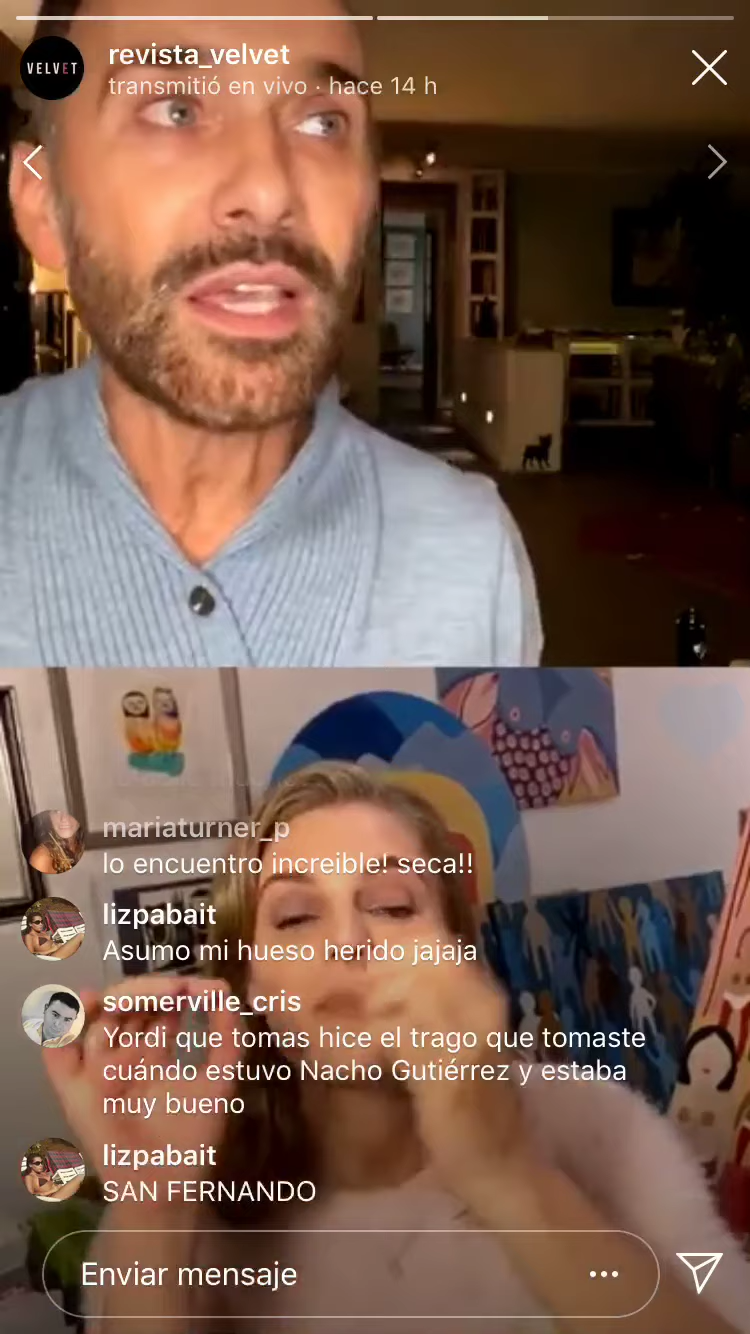 VELVET
revista_velvet
transmitió en vivo · hace 14 h
mariaturner_p
lo encuentro increible! seca!!
lizpabait
Asumo mi hueso herido jajaja
somerville_cris
Yordi que tomas hice el trago que tomaste
cuándo estuvo Nacho Gutiérrez y estaba
muy bueno
lizpabait
SAN FERNANDO
Enviar mensaje